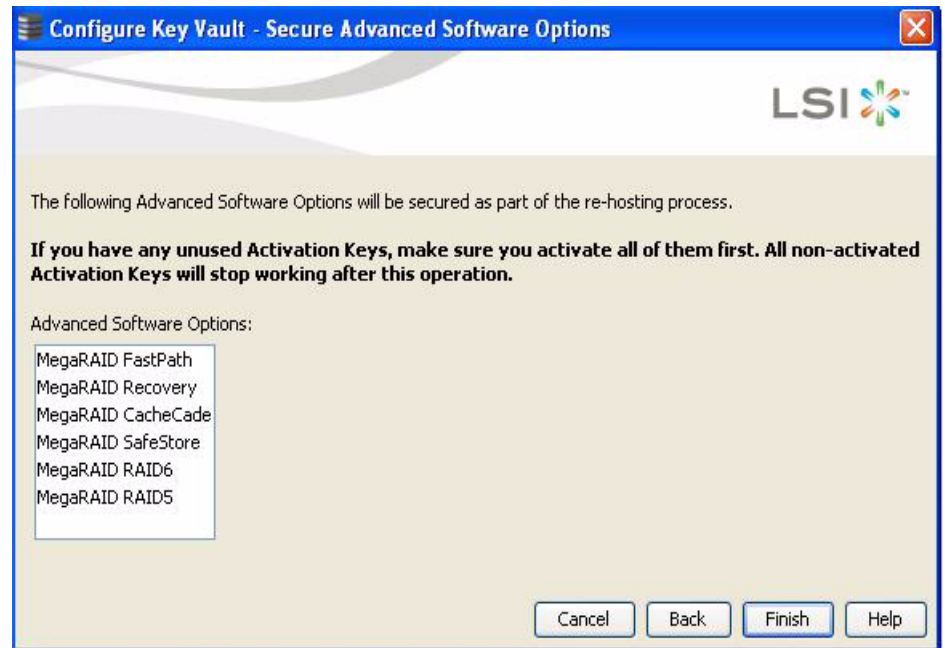 Configure Key Vault - Secure Advanced Software Options
LSI
The following Advanced Software Options will be secured as part of the re-hosting process.
If you have any unused Activation Keys, make sure you activate all of them first. All non-activated
Activation Keys will stop working after this operation.
Advanced Software Options:
MegaRAID FastPath
MegaRAID Recovery
MegaRAID CacheCade
MegaRAID SafeStore
MegaRAID RAID6
MegaRAID RAID5
Cancel Back Finish Help